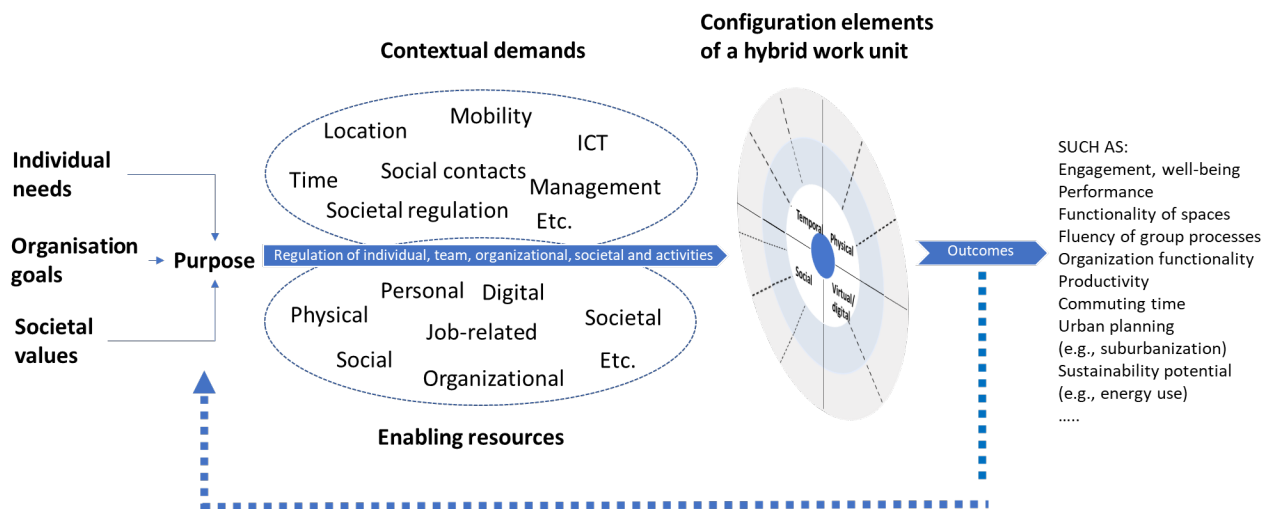 Configuration elements
of a hybrid work unit
Contextual demands
Individual
needs
Organisation
goals
Societal
values
Purpose
Location
Mobility
ICT
Time
Social contacts
Management
Societal regulation
Etc.
Regulation of individual, team, organizational, societal and activities
Personal
Digital
Physical
Job-related
Societal
Social
Etc.
Organizational
Enabling resources
Temporal
Physical
Social
Virtual/
digital
Outcomes
SUCH AS:
Engagement, well-being
Performance
Functionality of spaces
Fluency of group processes
Organization functionality
Productivity
Commuting time
Urban planning
(e.g., suburbanization)
Sustainability potential
(e.g., energy use)
.....